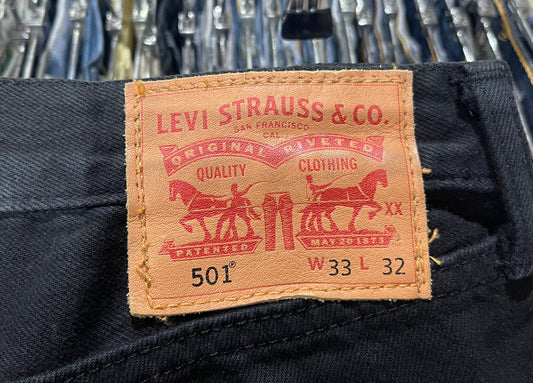 LEVI STRAUSS & CO.
SAN FRANCISCO
CAL.
ORIGINAL RIVETED
QUALITY CLOTHING
XX
PATENTED MAY 20 1873
501® W 33 L 32